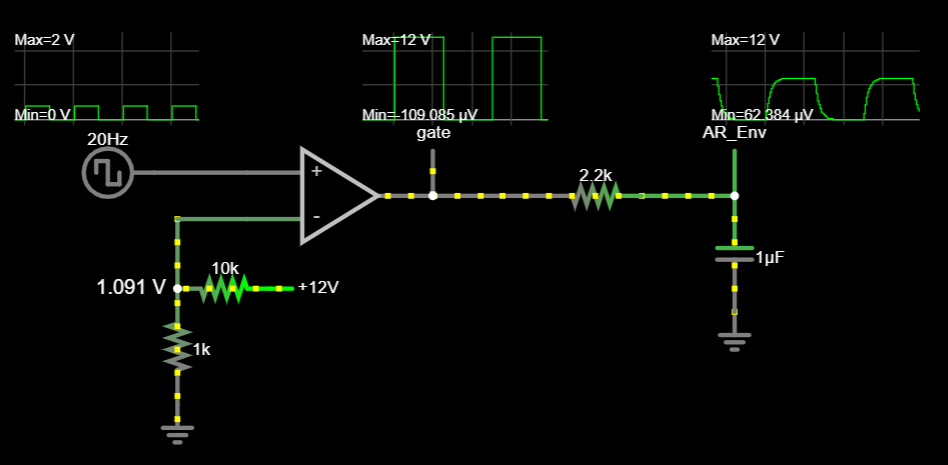 Max=2 V
Max=12 V
Max=12 V
Min=0 V
Min=-109.085 µV
Min=62.384 µV
20Hz
gate
AR_Env
+
2.2k
-
1µF
10k
1.091 V
+12V
1k